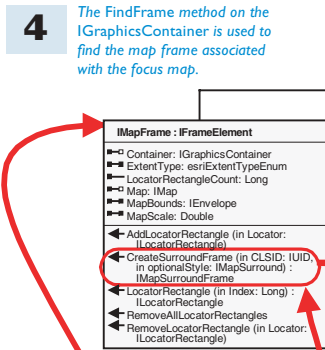 4
The FindFrame method on the
IGraphicsContainer is used to
find the map frame associated
with the focus map.
IMapFrame : IFrameElement
Container: IGraphicsContainer
ExtentType: esriExtentTypeEnum
LocatorRectangleCount: Long
Map: IMap
MapBounds: IEnvelope
MapScale: Double
AddLocatorRectangle (in Locator:
ILocatorRectangle)
CreateSurroundFrame (in CLSID: IUID,
in optionalStyle: IMapSurround) :
IMapSurroundFrame
LocatorRectangle (in Index: Long) :
ILocatorRectangle
RemoveAllLocatorRectangles
RemoveLocatorRectangle (in Locator:
ILocatorRectangle)